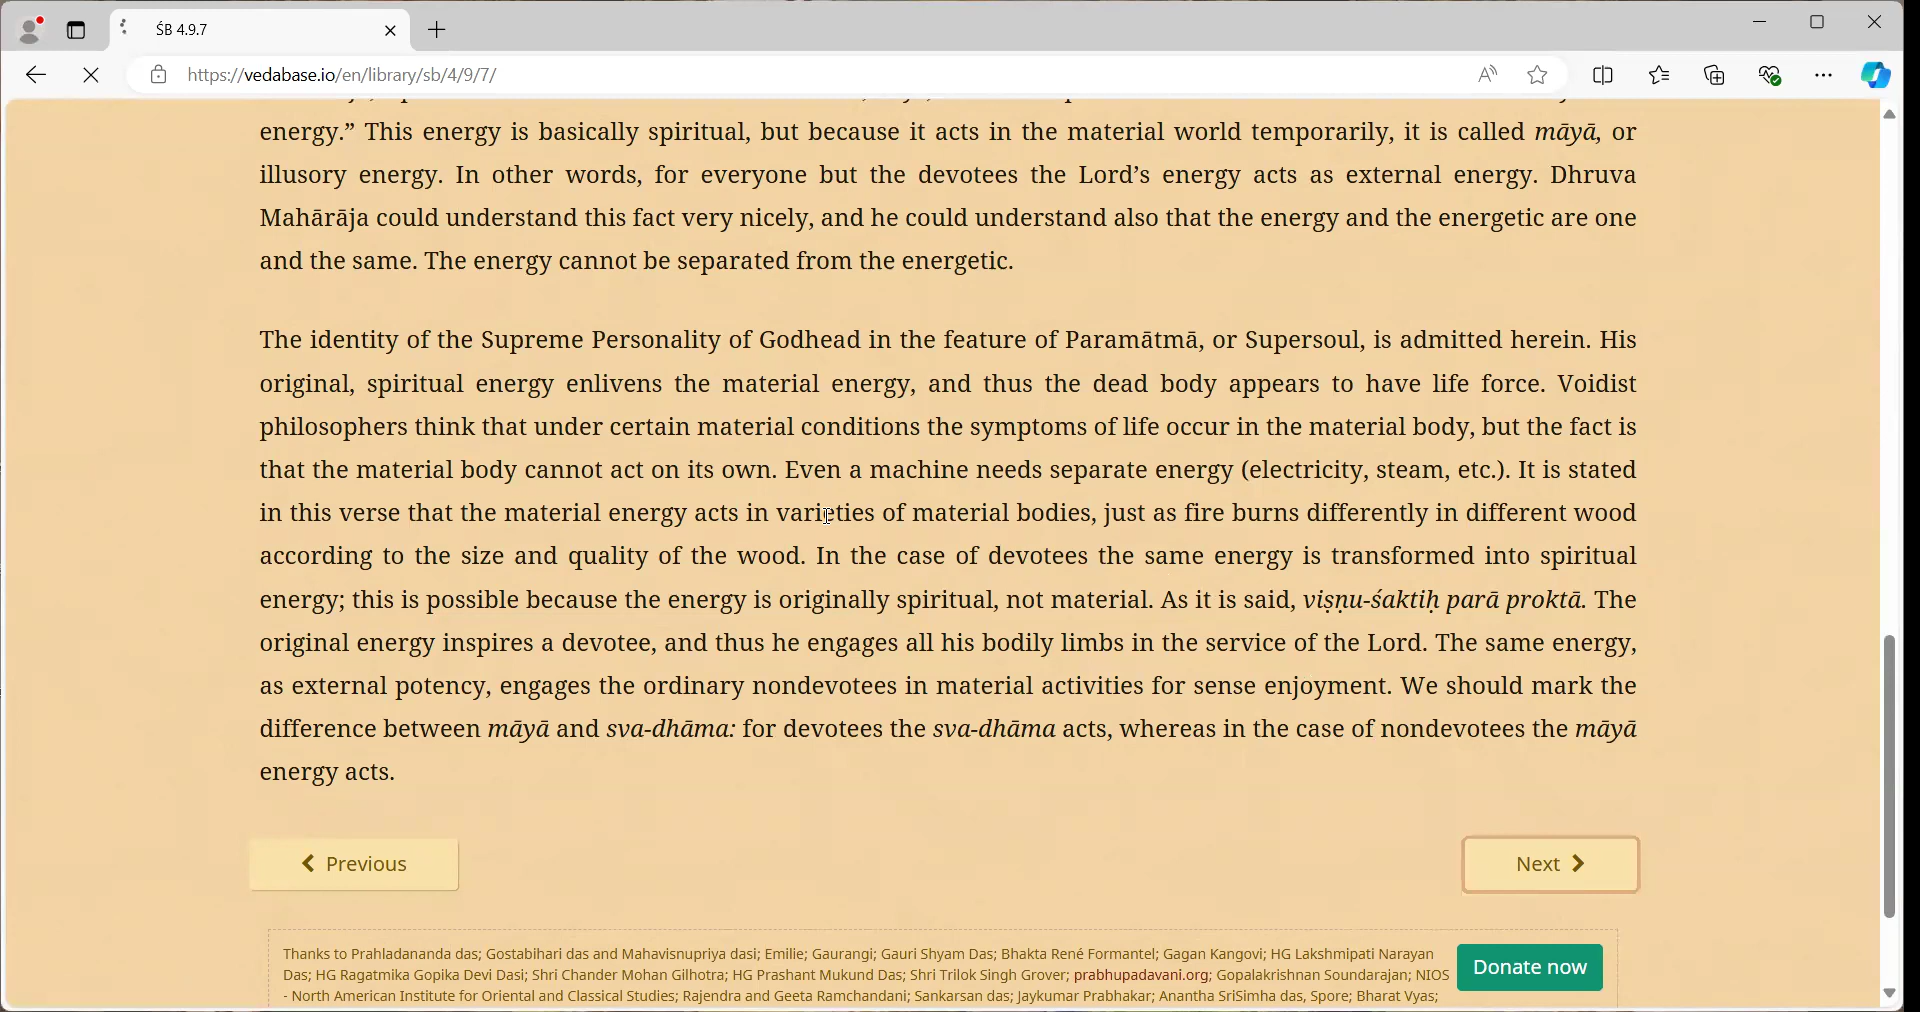 ŚB 4.9.7
https://vedabase.io/en/library/sb/4/9/7/
energy.” This energy is basically spiritual, but because it acts in the material world temporarily, it is called māyā, or
illusory energy. In other words, for everyone but the devotees the Lord’s energy acts as external energy. Dhruva
Mahārāja could understand this fact very nicely, and he could understand also that the energy and the energetic are one
and the same. The energy cannot be separated from the energetic.
The identity of the Supreme Personality of Godhead in the feature of Paramātmā, or Supersoul, is admitted herein. His
original, spiritual energy enlivens the material energy, and thus the dead body appears to have life force. Voidist
philosophers think that under certain material conditions the symptoms of life occur in the material body, but the fact is
that the material body cannot act on its own. Even a machine needs separate energy (electricity, steam, etc.). It is stated
in this verse that the material energy acts in varieties of material bodies, just as fire burns differently in different wood
according to the size and quality of the wood. In the case of devotees the same energy is transformed into spiritual
energy; this is possible because the energy is originally spiritual, not material. As it is said, viṣṇu-śaktiḥ parā proktā. The
original energy inspires a devotee, and thus he engages all his bodily limbs in the service of the Lord. The same energy,
as external potency, engages the ordinary nondevotees in material activities for sense enjoyment. We should mark the
difference between māyā and sva-dhāma: for devotees the sva-dhāma acts, whereas in the case of nondevotees the māyā
energy acts.
Previous
Next
Thanks to Prahladananda das; Gostabihari das and Mahavisnupriya dasi; Emilie; Gaurangi; Gauri Shyam Das; Bhakta René Formantel; Gagan Kangovi; HG Lakshmipati Narayan
Das; HG Ragatmika Gopika Devi Dasi; Shri Chander Mohan Gilhotra; HG Prashant Mukund Das; Shri Trilok Singh Grover; prabhupadavani.org; Gopalakrishnan Soundarajan; NIOS
- North American Institute for Oriental and Classical Studies; Rajendra and Geeta Ramchandani; Sankarsan das; Jaykumar Prabhakar; Anantha SriSimha das, Spore; Bharat Vyas;
Donate now